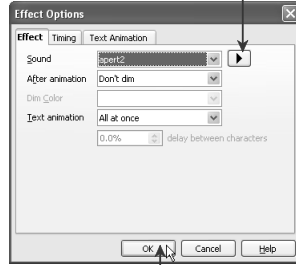 Effect Options
Effect Timing Text Animation
Sound apert2
After animation Don't dim
Dim Color
Text animation All at once
0.0% delay between characters
OK Cancel Help